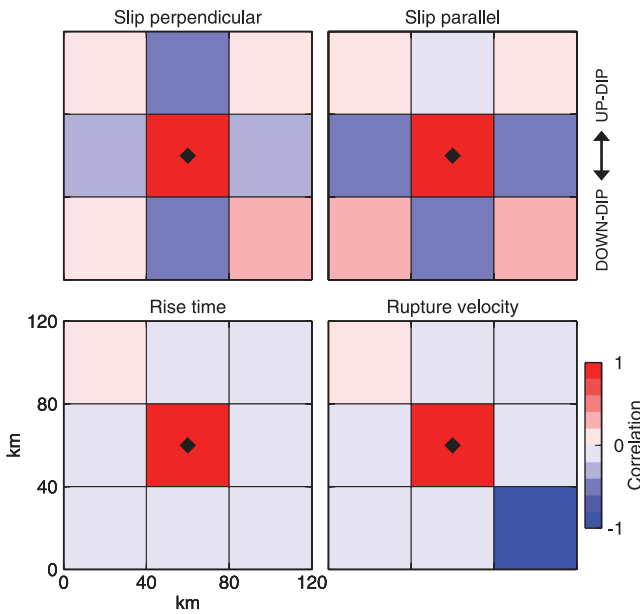 Slip perpendicular
Slip parallel
UP-DIP
DOWN-DIP
Rise time
Rupture velocity
120
80
40
0
km
0 40 80 120
km
1
0
-1
Correlation